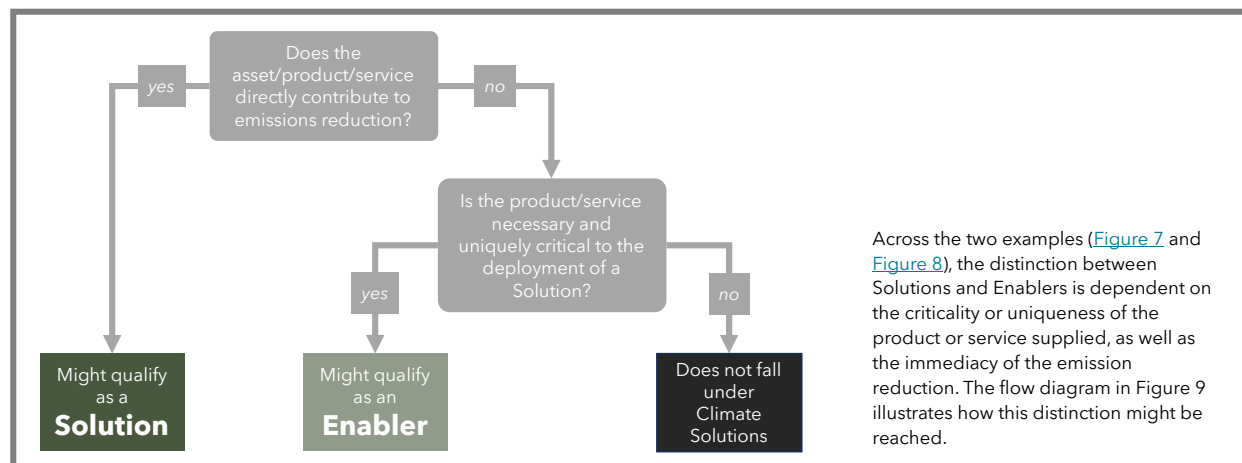 Does the
asset/product/service
directly contribute to
emissions reduction?
yes
no
Is the product/service
necessary and
uniquely critical to the
deployment of a
Solution?
yes
no
Might qualify
as a
Solution
Might qualify
as an
Enabler
Does not fall
under
Climate
Solutions
Across the two examples (Figure 7 and
Figure 8), the distinction between
Solutions and Enablers is dependent on
the criticality or uniqueness of the
product or service supplied, as well as
the immediacy of the emission
reduction. The flow diagram in Figure 9
illustrates how this distinction might be
reached.